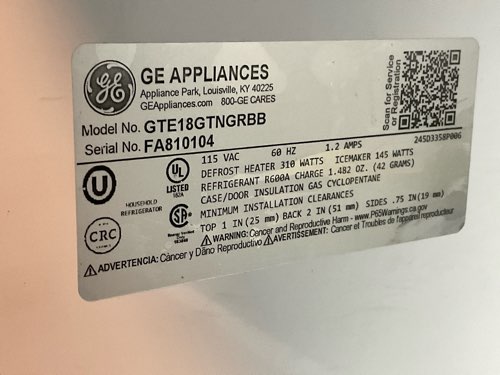 GE APPLIANCES
Appliance Park, Louisville, KY 40225
GEAppliances.com 800-GE CARES
Scan for Service
or Registration
Model No. GTE18GTNGRBB
Serial No. FA810104
115 VAC 60 HZ 1.2 AMPS
245D3358P006
DEFROST HEATER 310 WATTS ICEMAKER 145 WATTS
REFRIGERANT R600A CHARGE 1.482 OZ (42 GRAMS)
CASE/DOOR INSULATION GAS CYCLOPENTANE
MINIMUM INSTALLATION CLEARANCES
TOP 1 IN (25 mm) BACK 2 IN (51 mm) SIDES .75 IN (19 mm)
UL
LISTED
HOUSEHOLD
REFRIGERATOR
CRC
WARNING: Cancer and Reproductive Harm - www.P65Warnings.ca.gov
ADVERTENCIA: Cáncer y Daño Reproductivo AVERTISSEMENT: Cancer et Troubles de l'appareil reproducteur